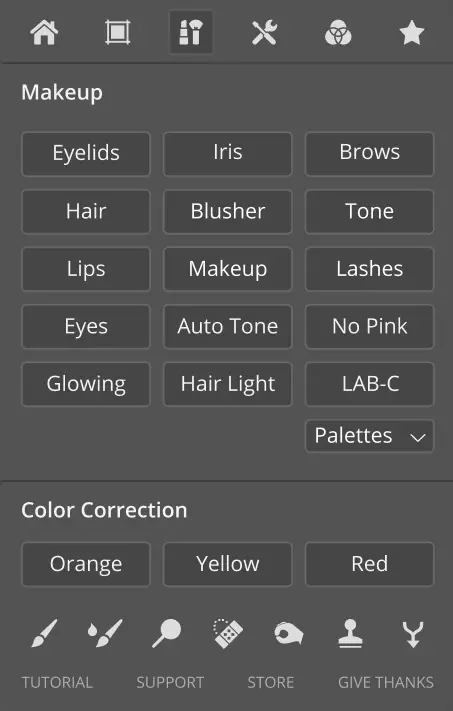 Makeup
Eyelids Iris Brows
Hair Blusher Tone
Lips Makeup Lashes
Eyes Auto Tone No Pink
Glowing Hair Light LAB-C
Palettes
Color Correction
Orange Yellow Red
TUTORIAL SUPPORT STORE GIVE THANKS